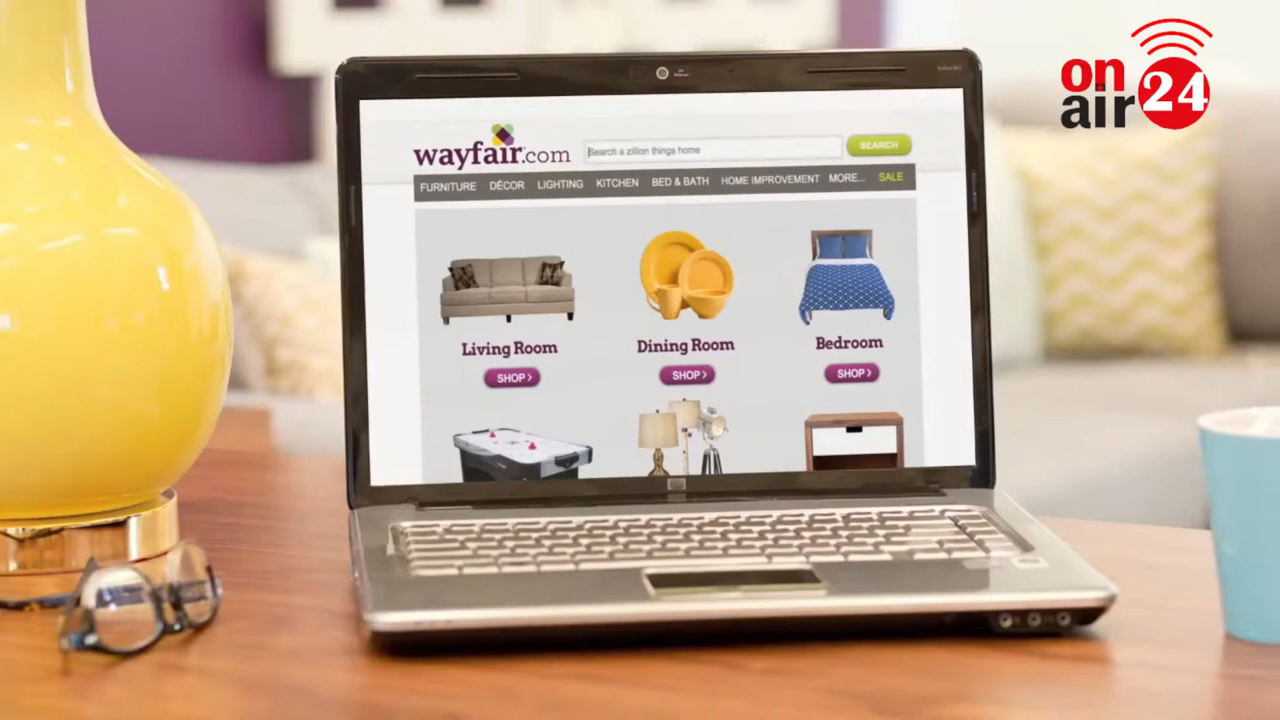 on
air 24
wayfair.com
Search a zillion things home
SEARCH
FURNITURE DÉCOR LIGHTING KITCHEN BED & BATH HOME IMPROVEMENT MORE... SALE
Living Room
Dining Room
Bedroom
SHOP >
SHOP >
SHOP >